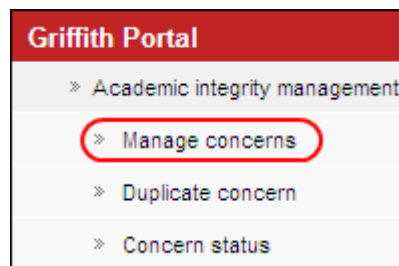 Griffith Portal
» Academic integrity management
» Manage concerns
» Duplicate concern
» Concern status